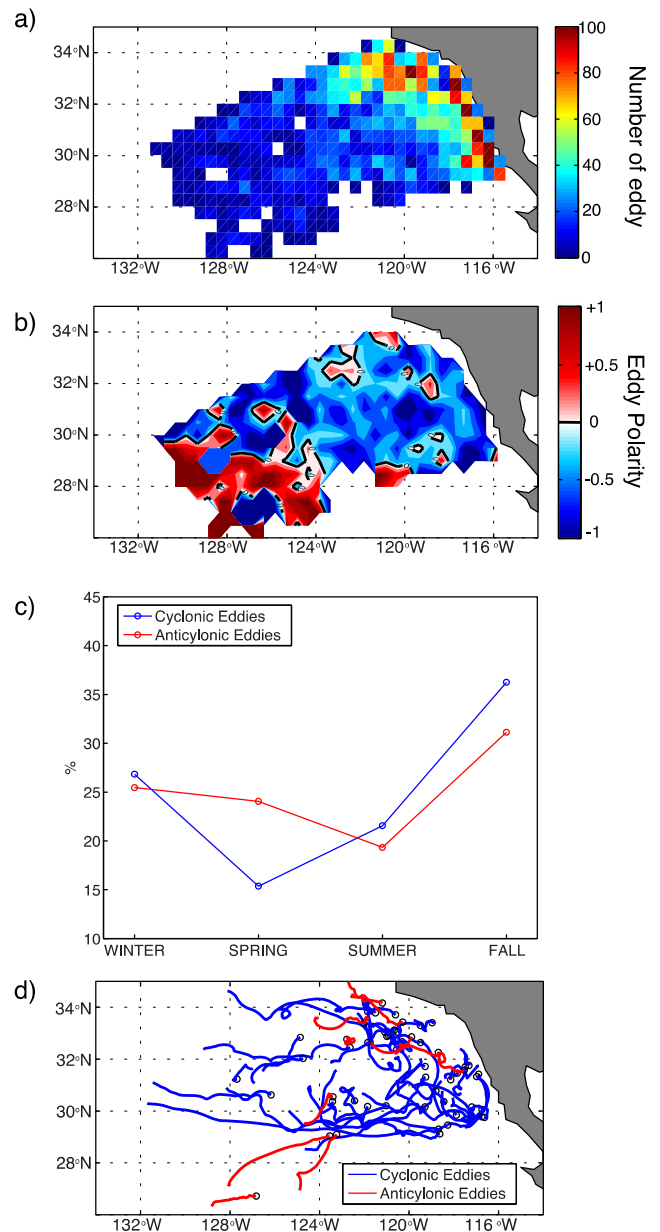 a)
34°N
32°N
30°N
28°N
132°W 128°W 124°W 120°W 116°W
100
80
60
40
20
0
Number of eddy
b)
34°N
32°N
30°N
28°N
132°W 128°W 124°W 120°W 116°W
+1
+0.5
0
-0.5
-1
Eddy Polarity
c)
45
40
35
30
25
20
15
10
%
Cyclonic Eddies
Anticylonic Eddies
WINTER SPRING SUMMER FALL
d)
34°N
32°N
30°N
28°N
132°W 128°W 124°W 120°W 116°W
Cyclonic Eddies
Anticylonic Eddies